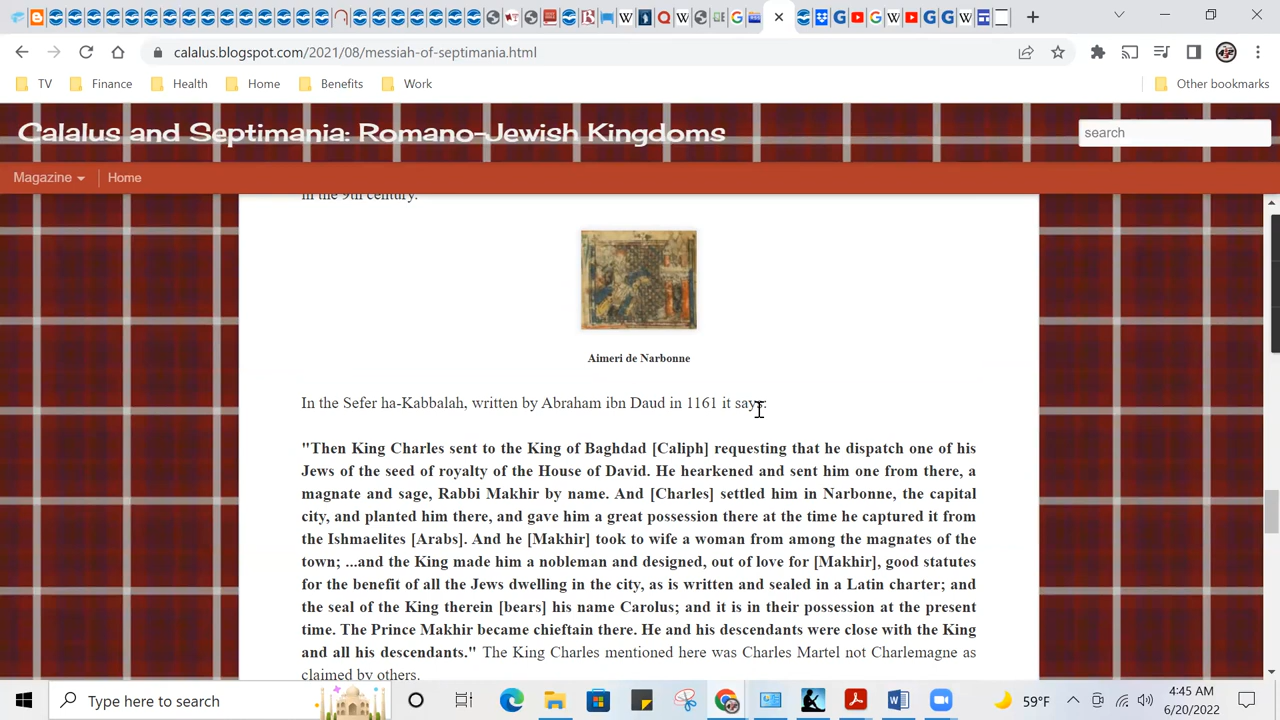 calalus.blogspot.com/2021/08/messiah-of-septimania.html
TV Finance Health Home Benefits Work Other bookmarks
Calalus and Septimania: Romano-Jewish Kingdoms
search
Magazine Home
in the 9th century.
Aimeri de Narbonne
In the Sefer ha-Kabbalah, written by Abraham ibn Daud in 1161 it says:
"Then King Charles sent to the King of Baghdad [Caliph] requesting that he dispatch one of his
Jews of the seed of royalty of the House of David. He hearkened and sent him one from there, a
magnate and sage, Rabbi Makhir by name. And [Charles] settled him in Narbonne, the capital
city, and planted him there, and gave him a great possession there at the time he captured it from
the Ishmaelites [Arabs]. And he [Makhir] took to wife a woman from among the magnates of the
town; ...and the King made him a nobleman and designed, out of love for [Makhir], good statutes
for the benefit of all the Jews dwelling in the city, as is written and sealed in a Latin charter; and
the seal of the King therein [bears] his name Carolus; and it is in their possession at the present
time. The Prince Makhir became chieftain there. He and his descendants were close with the King
and all his descendants." The King Charles mentioned here was Charles Martel not Charlemagne as
claimed by others.
Type here to search
59°F
4:45 AM
6/20/2022